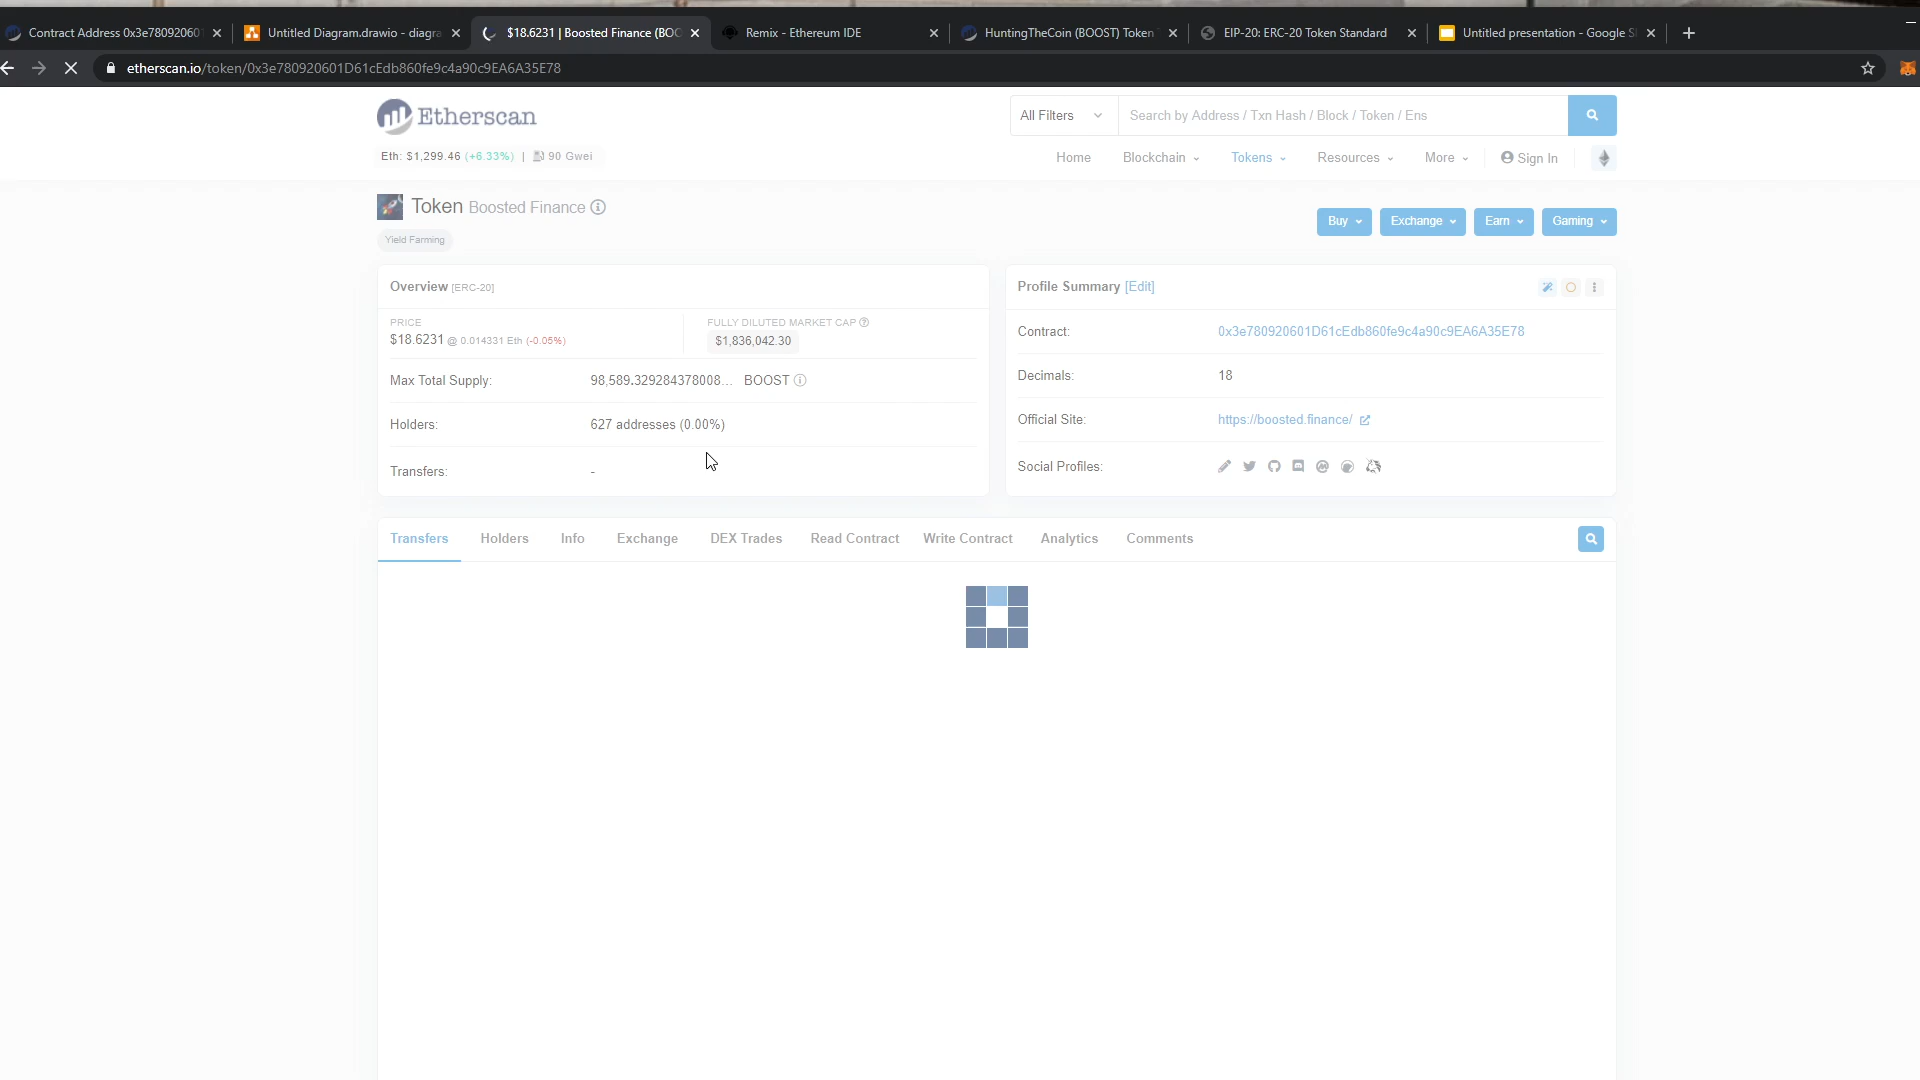 Contract Address 0x3e78092060
Untitled Diagram.drawio - diagra
$18.6231 | Boosted Finance (BOO
Remix - Ethereum IDE
HuntingTheCoin (BOOST) Token
EIP-20: ERC-20 Token Standard
Untitled presentation - Google Sl
etherscan.io/token/0x3e780920601D61cEdb860fe9c4a90c9EA6A35E78
Etherscan
All Filters
Search by Address / Txn Hash / Block / Token / Ens
Eth: $1,299.46 (+6.33%) | 90 Gwei
Home Blockchain Tokens Resources More Sign In
Token Boosted Finance
Yield Farming
Buy Exchange Earn Gaming
Overview [ERC-20]
PRICE
$18.6231 @ 0.014331 Eth (-0.05%)
FULLY DILUTED MARKET CAP
$1,836,042.30
Max Total Supply: 98,589.329284378008... BOOST
Holders: 627 addresses (0.00%)
Transfers: -
Profile Summary [Edit]
Contract: 0x3e780920601D61cEdb860fe9c4a90c9EA6A35E78
Decimals: 18
Official Site: https://boosted.finance/
Social Profiles:
Transfers Holders Info Exchange DEX Trades Read Contract Write Contract Analytics Comments